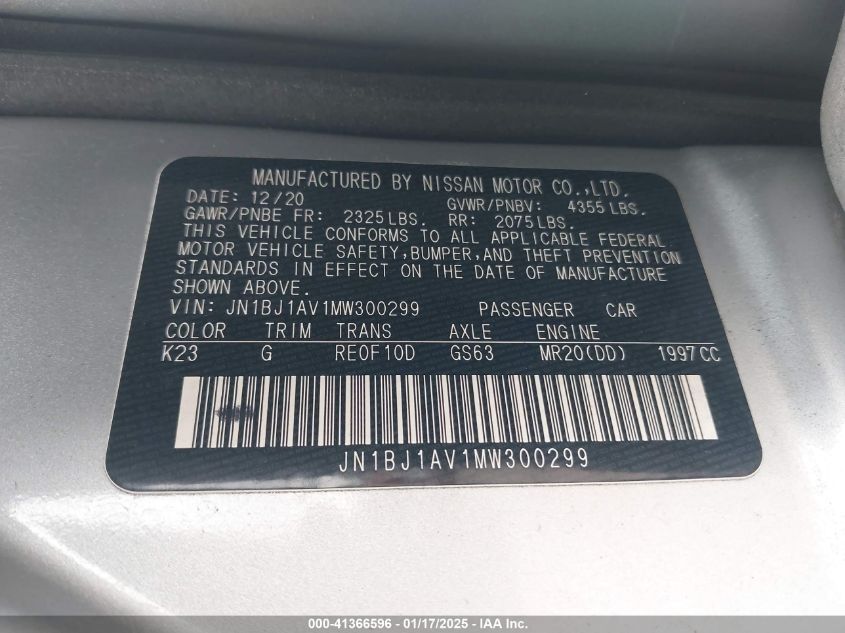 MANUFACTURED BY NISSAN MOTOR CO.,LTD.
DATE: 12/20 GVWR/PNBV: 4355 LBS.
GAWR/PNBE FR: 2325 LBS. RR: 2075 LBS.
THIS VEHICLE CONFORMS TO ALL APPLICABLE FEDERAL
MOTOR VEHICLE SAFETY, BUMPER, AND THEFT PREVENTION
STANDARDS IN EFFECT ON THE DATE OF MANUFACTURE
SHOWN ABOVE.
VIN: JN1BJ1AV1MW300299 PASSENGER CAR
COLOR TRIM TRANS AXLE ENGINE
K23 G RE0F10D GS63 MR20(DD) 1997CC
JN1BJ1AV1MW300299
000-41366596 - 01/17/2025 - IAA Inc.